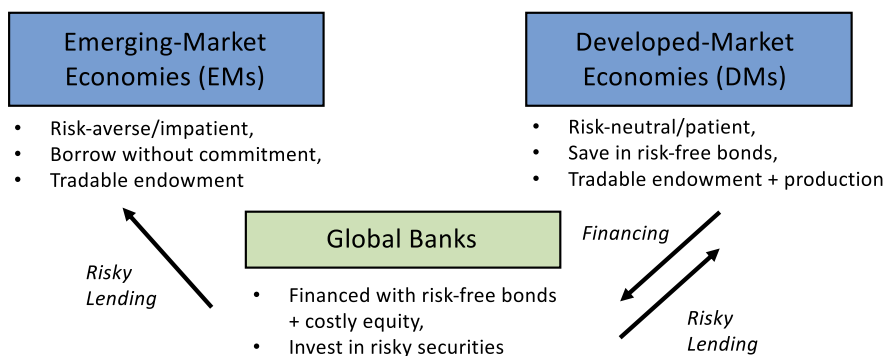 Emerging-Market
Economies (EMs)
• Risk-averse/impatient,
• Borrow without commitment,
• Tradable endowment
Developed-Market
Economies (DMs)
• Risk-neutral/patient,
• Save in risk-free bonds,
• Tradable endowment + production
Global Banks
• Financed with risk-free bonds
+ costly equity,
• Invest in risky securities
Risky
Lending
Financing
Risky
Lending